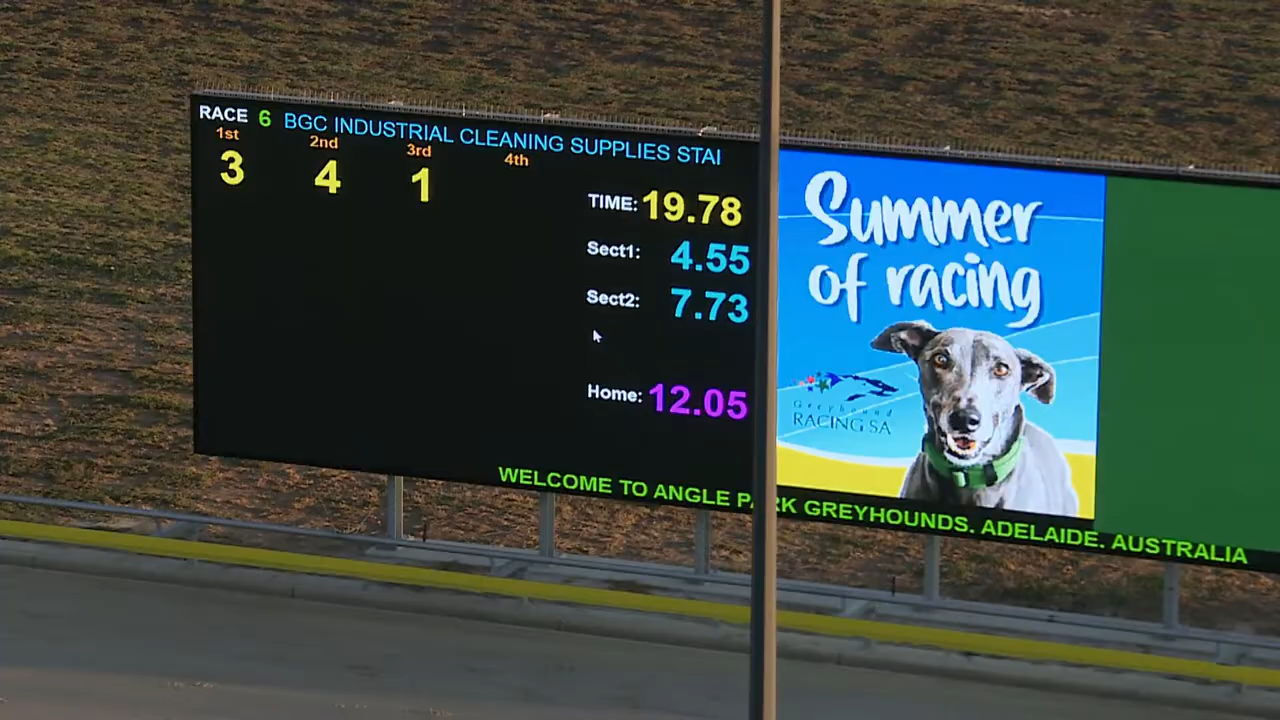 RACE 6 BGC INDUSTRIAL CLEANING SUPPLIES STAI
1st 2nd 3rd 4th
3 4 1
TIME: 19.78
Sect1: 4.55
Sect2: 7.73
Home: 12.05
Summer
of racing
Greyhound
RACING SA
WELCOME TO ANGLE PARK GREYHOUNDS. ADELAIDE. AUSTRALIA